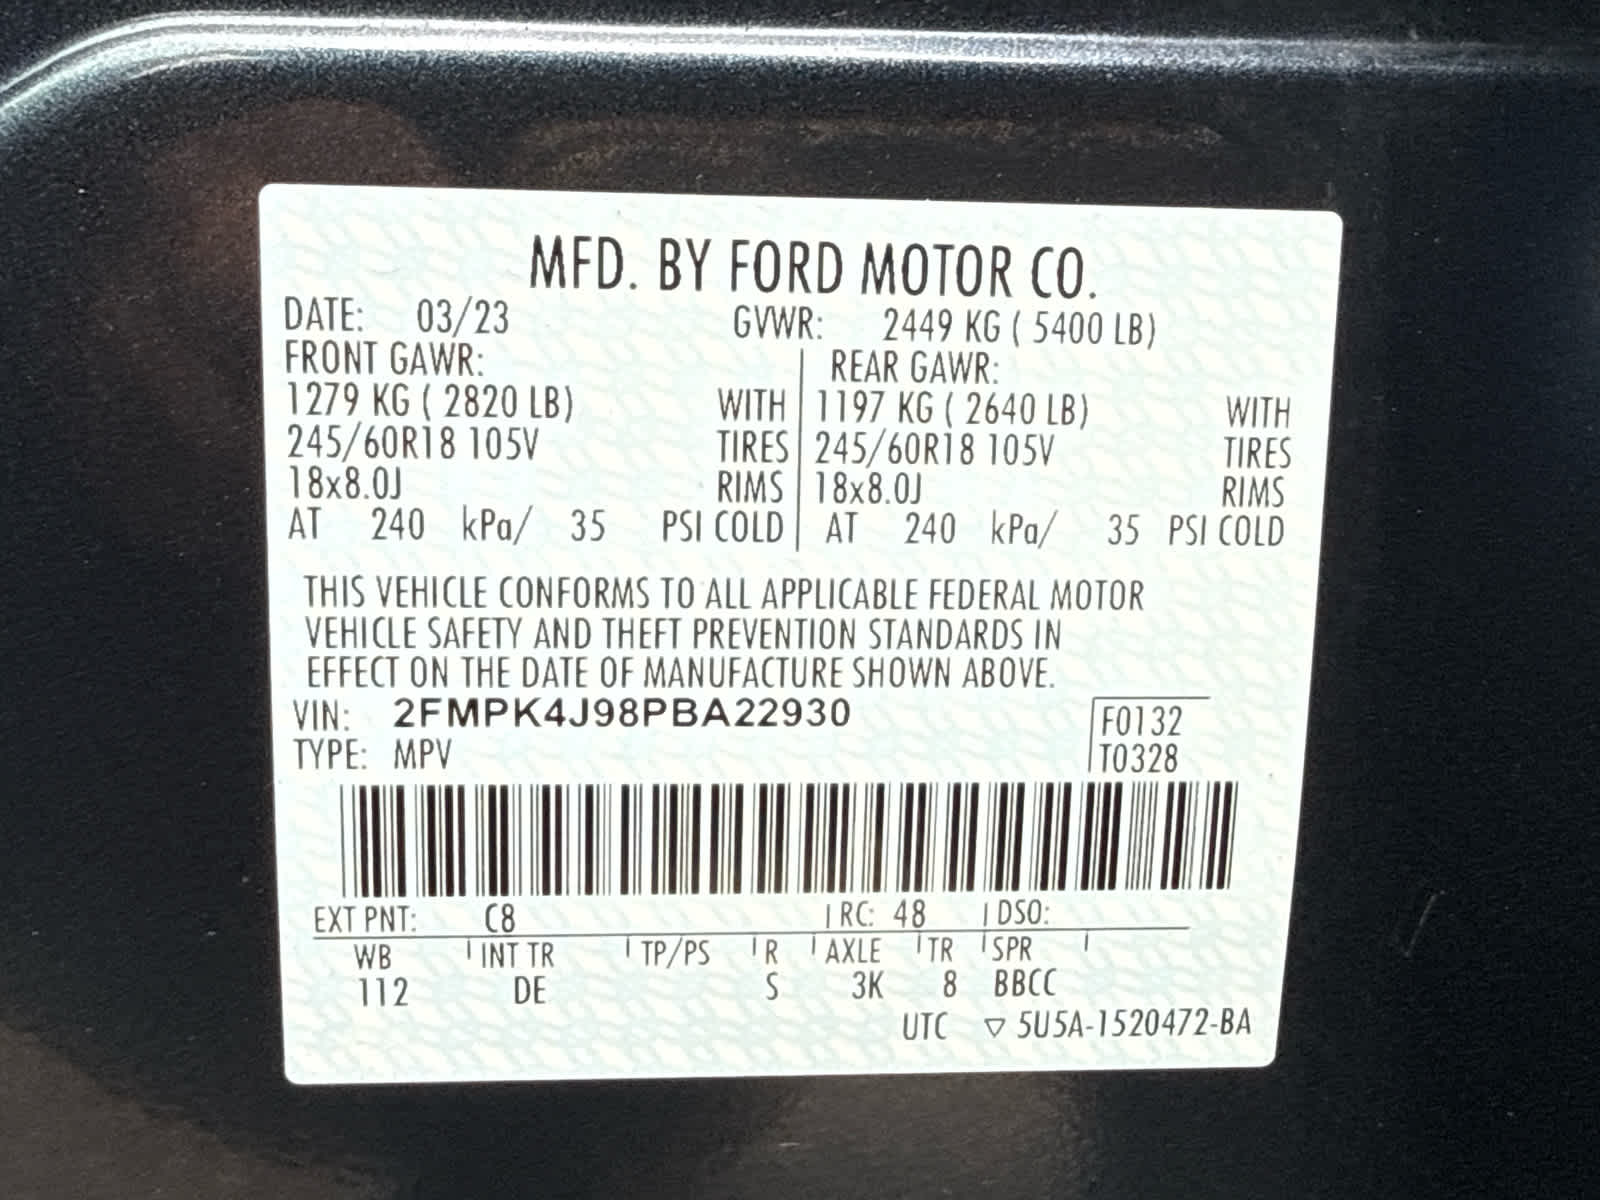 MFD. BY FORD MOTOR CO.
DATE: 03/23 GVWR: 2449 KG ( 5400 LB)
FRONT GAWR: REAR GAWR:
1279 KG ( 2820 LB) WITH 1197 KG ( 2640 LB) WITH
245/60R18 105V TIRES 245/60R18 105V TIRES
18x8.0J RIMS 18x8.0J RIMS
AT 240 kPa/ 35 PSI COLD AT 240 kPa/ 35 PSI COLD
THIS VEHICLE CONFORMS TO ALL APPLICABLE FEDERAL MOTOR
VEHICLE SAFETY AND THEFT PREVENTION STANDARDS IN
EFFECT ON THE DATE OF MANUFACTURE SHOWN ABOVE.
VIN: 2FMPK4J98PBA22930 F0132
TYPE: MPV T0328
EXT PNT: C8 RC: 48 DSO:
WB INT TR TP/PS R AXLE TR SPR
112 DE S 3K 8 BBCC
UTC ▽ 5U5A-1520472-BA